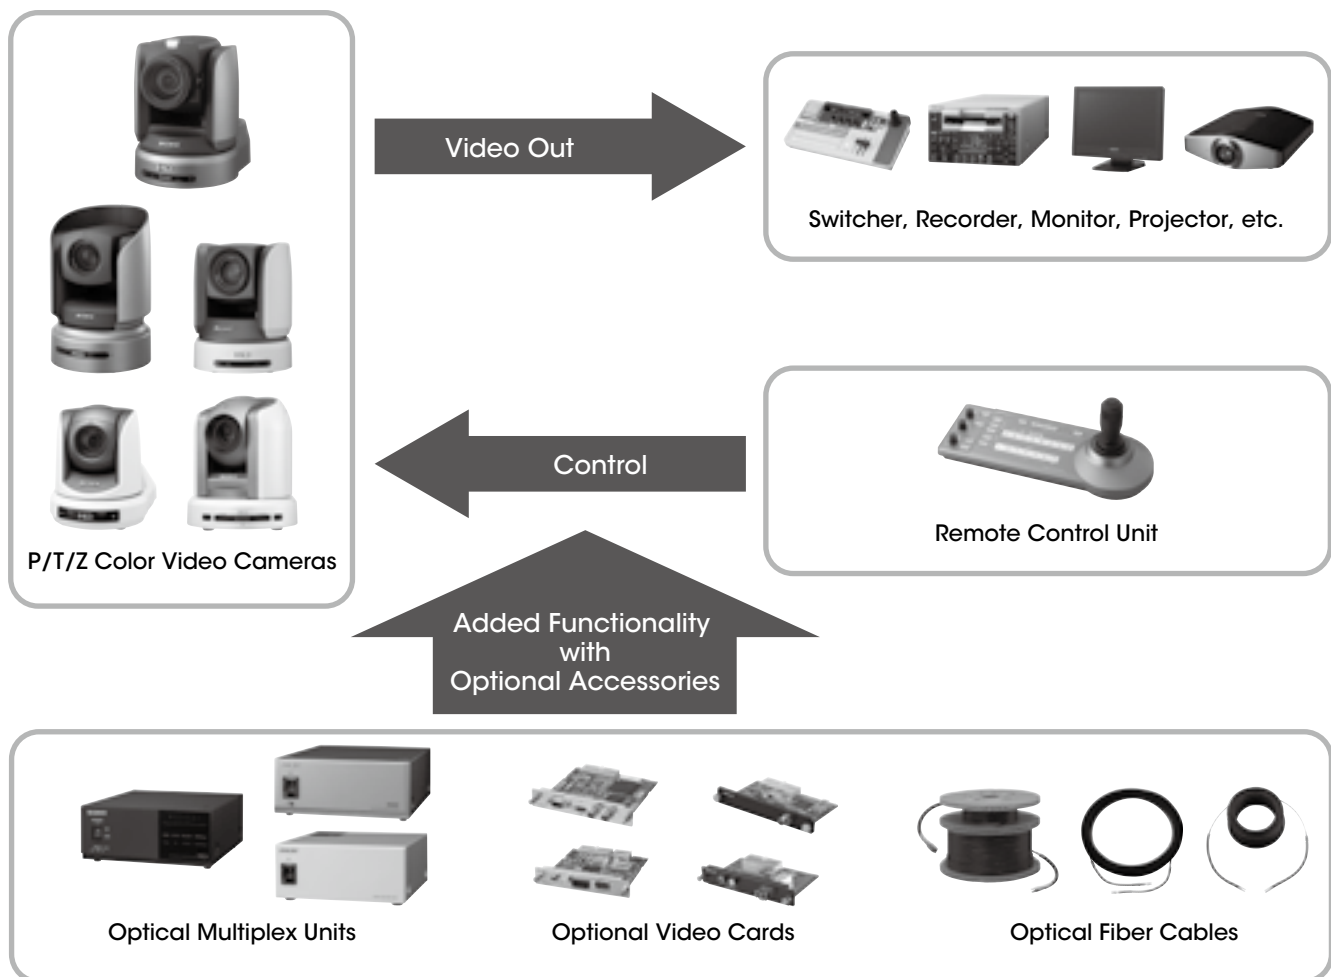 Video Out
Switcher, Recorder, Monitor, Projector, etc.
P/T/Z Color Video Cameras
Control
Remote Control Unit
Added Functionality
with
Optional Accessories
Optical Multiplex Units
Optional Video Cards
Optical Fiber Cables